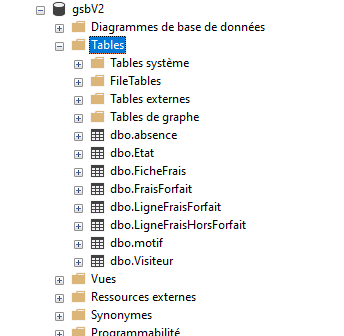 gsbV2
Diagrammes de base de données
Tables
Tables système
FileTables
Tables externes
Tables de graphe
dbo.absence
dbo.Etat
dbo.FicheFrais
dbo.FraisForfait
dbo.LigneFraisForfait
dbo.LigneFraisHorsForfait
dbo.motif
dbo.Visiteur
Vues
Ressources externes
Synonymes
Programmabilité